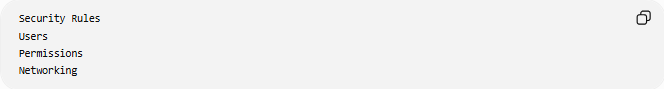 Security Rules
Users
Permissions
Networking